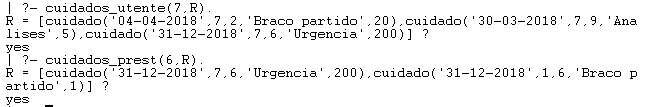 | ?- cuidados_utente(7,R).
R = [cuidado('04-04-2018',7,2,'Braco partido',20),cuidado('30-03-2018',7,9,'Ana
lises',5),cuidado('31-12-2018',7,6,'Urgencia',200)] ?
yes
| ?- cuidados_prest(6,R).
R = [cuidado('31-12-2018',7,6,'Urgencia',200),cuidado('31-12-2018',1,6,'Braco p
artido',1)] ?
yes